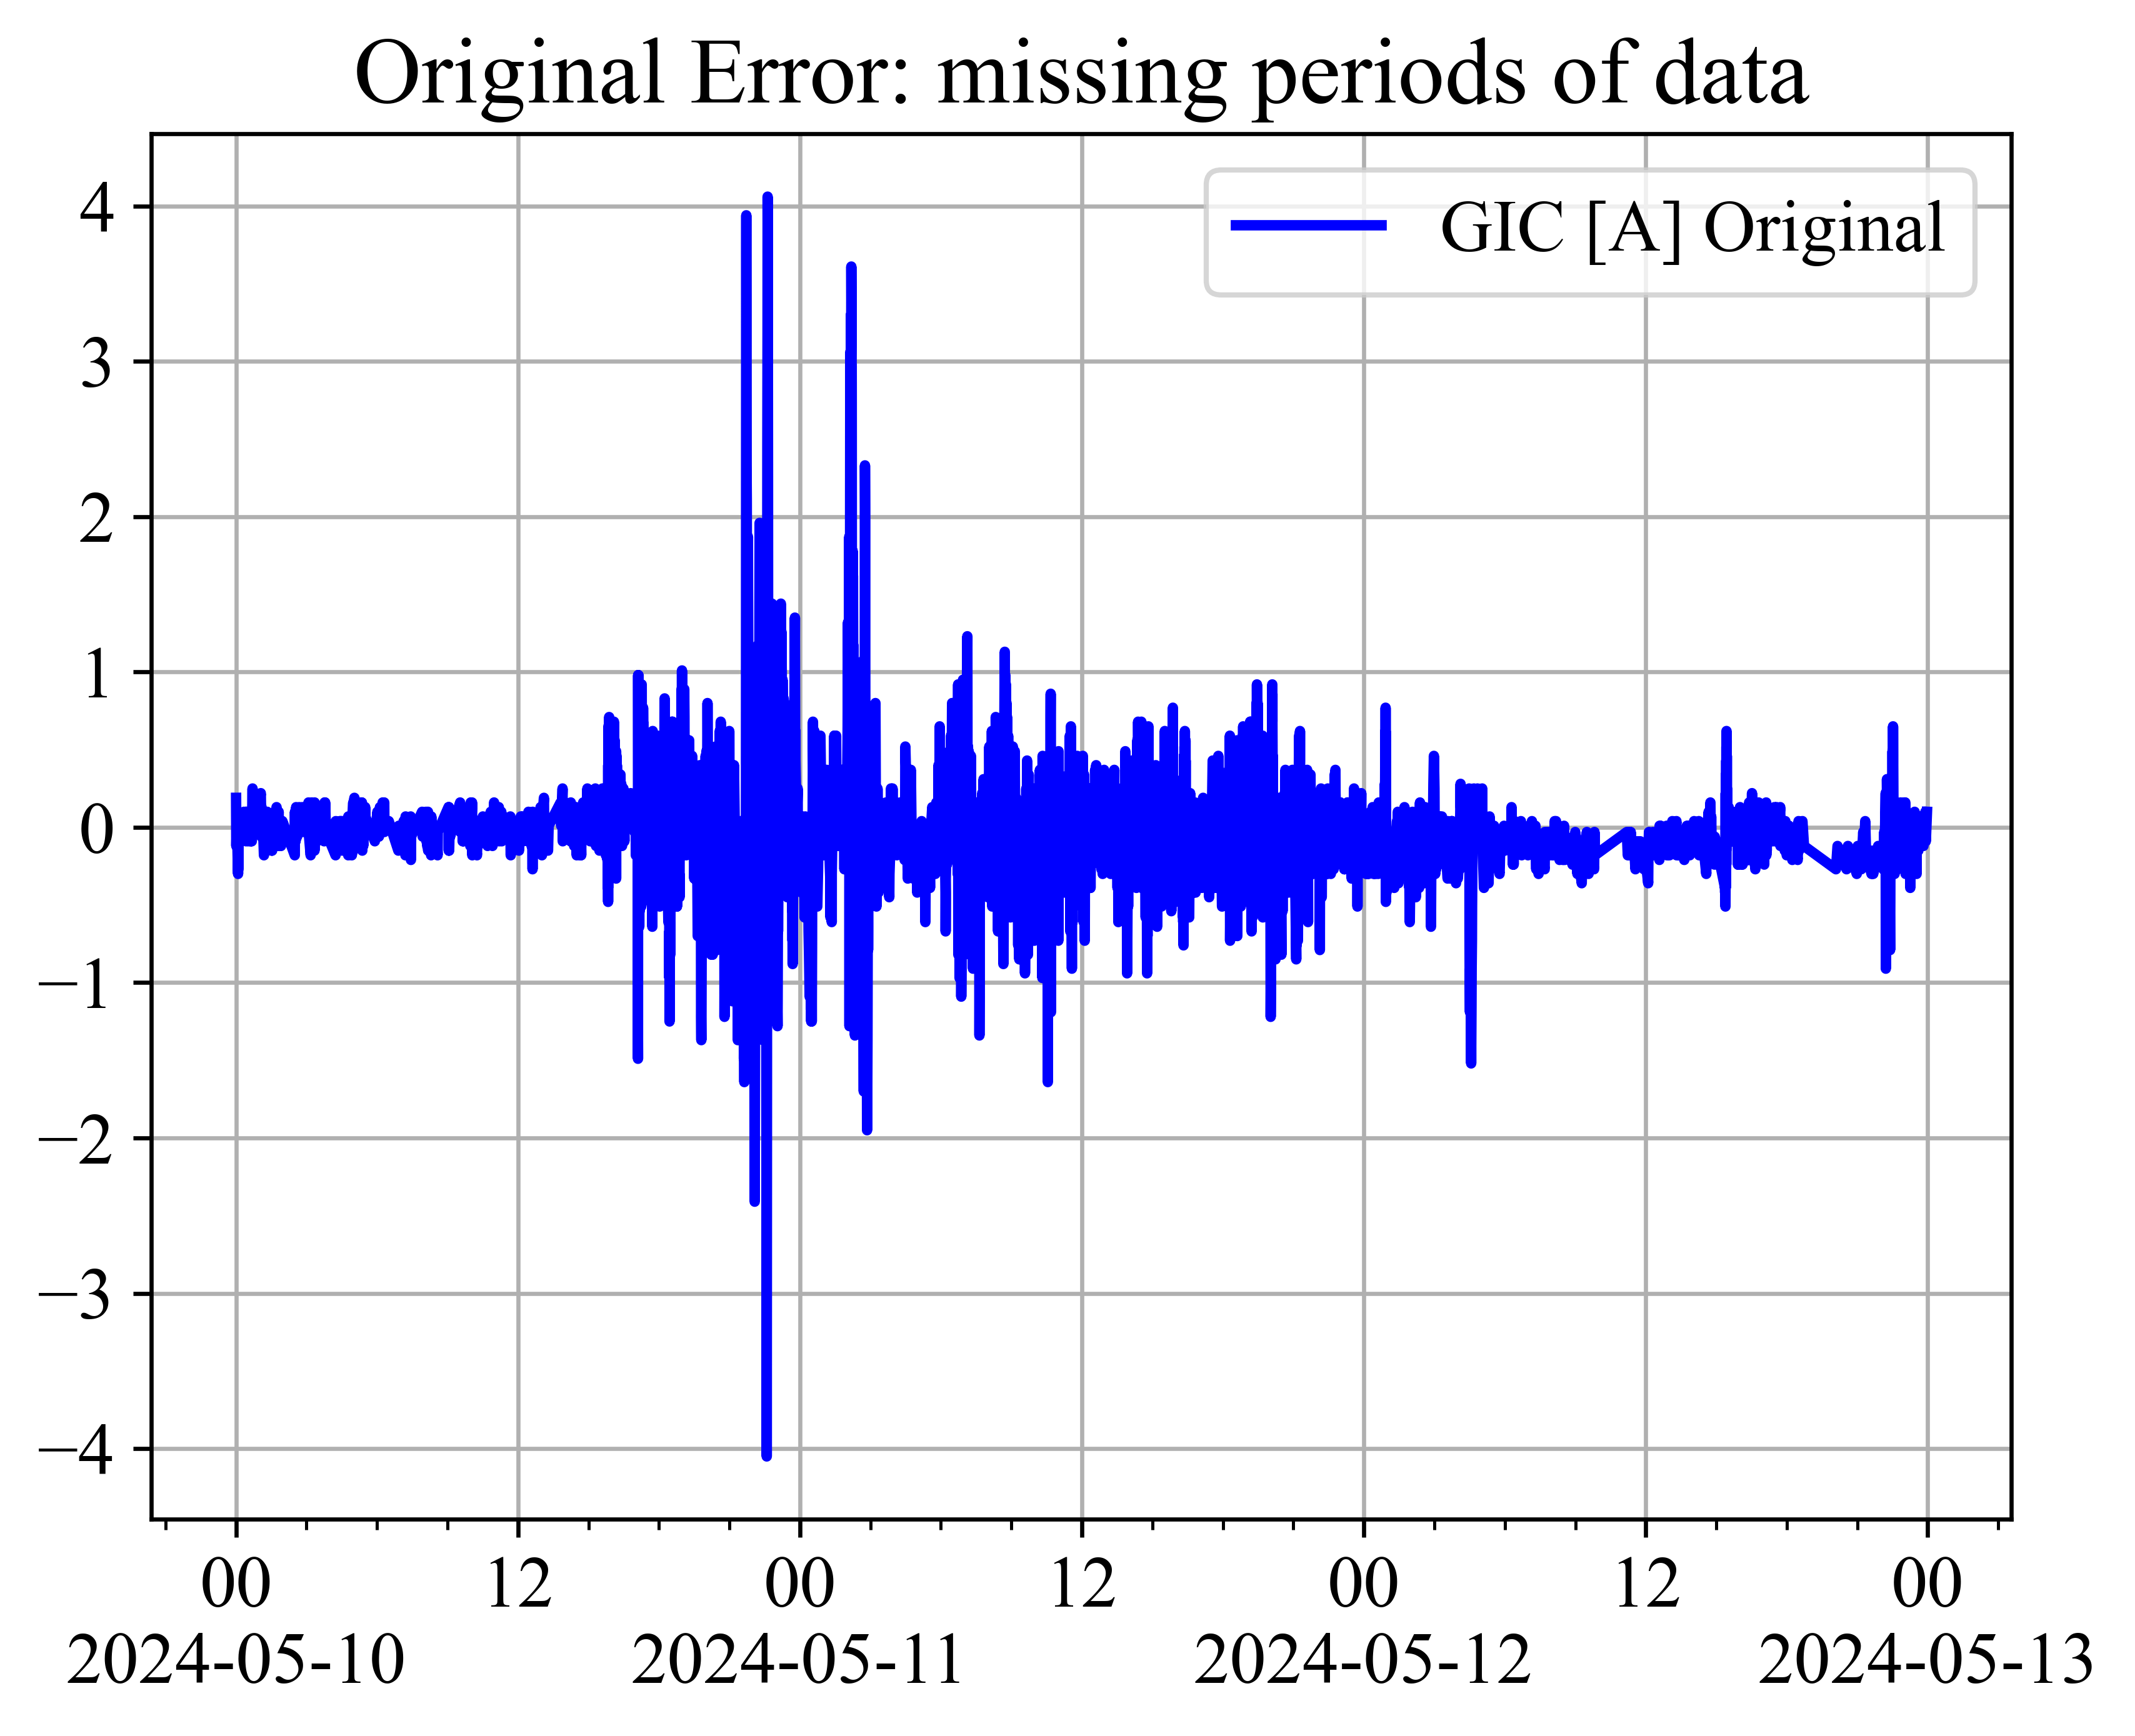 Original Error: missing periods of data
GIC [A] Original
4
3
2
1
0
−1
−2
−3
−4
00 12 00 12 00 12 00
2024-05-10 2024-05-11 2024-05-12 2024-05-13